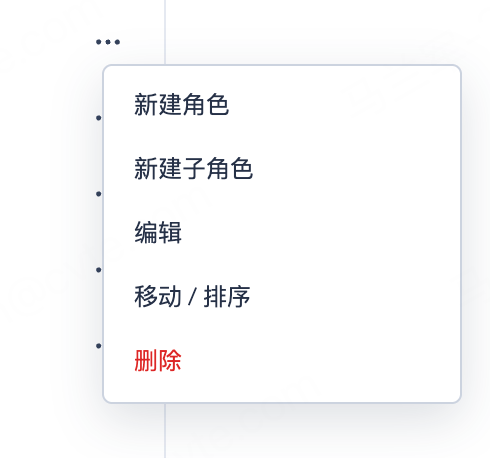 新建角色
新建子角色
编辑
移动 / 排序
删除